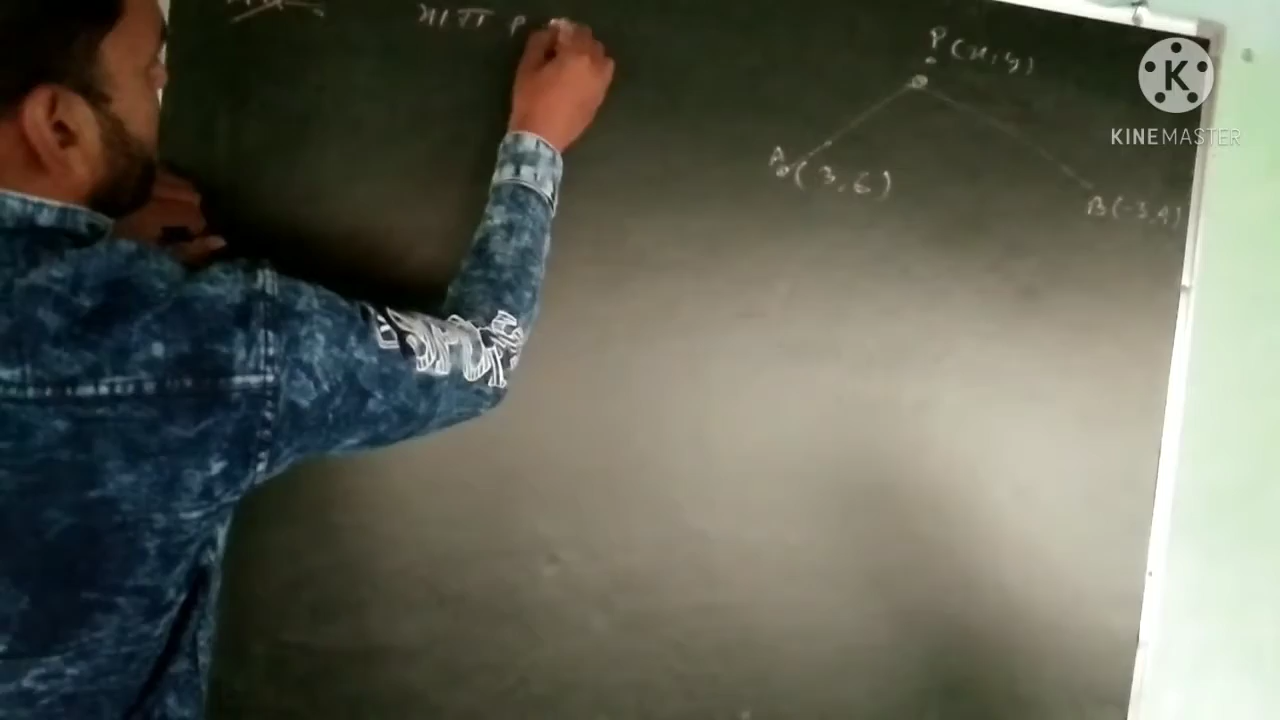 माना P
P(x,y)
A(3,6)
B(-3,4)
KINEMASTER